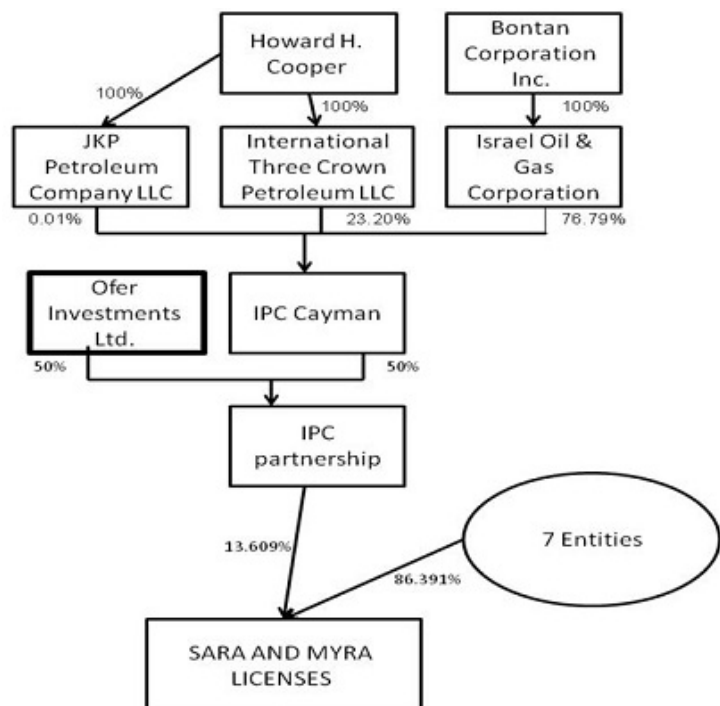 Howard H.
Cooper
Bontan
Corporation
Inc.
100%
100%
100%
JKP
Petroleum
Company LLC
International
Three Crown
Petroleum LLC
Israel Oil &
Gas
Corporation
0.01%
23.20%
76.79%
Ofer
Investments
Ltd.
IPC Cayman
50%
50%
IPC
partnership
7 Entities
13.609%
86.391%
SARA AND MYRA
LICENSES